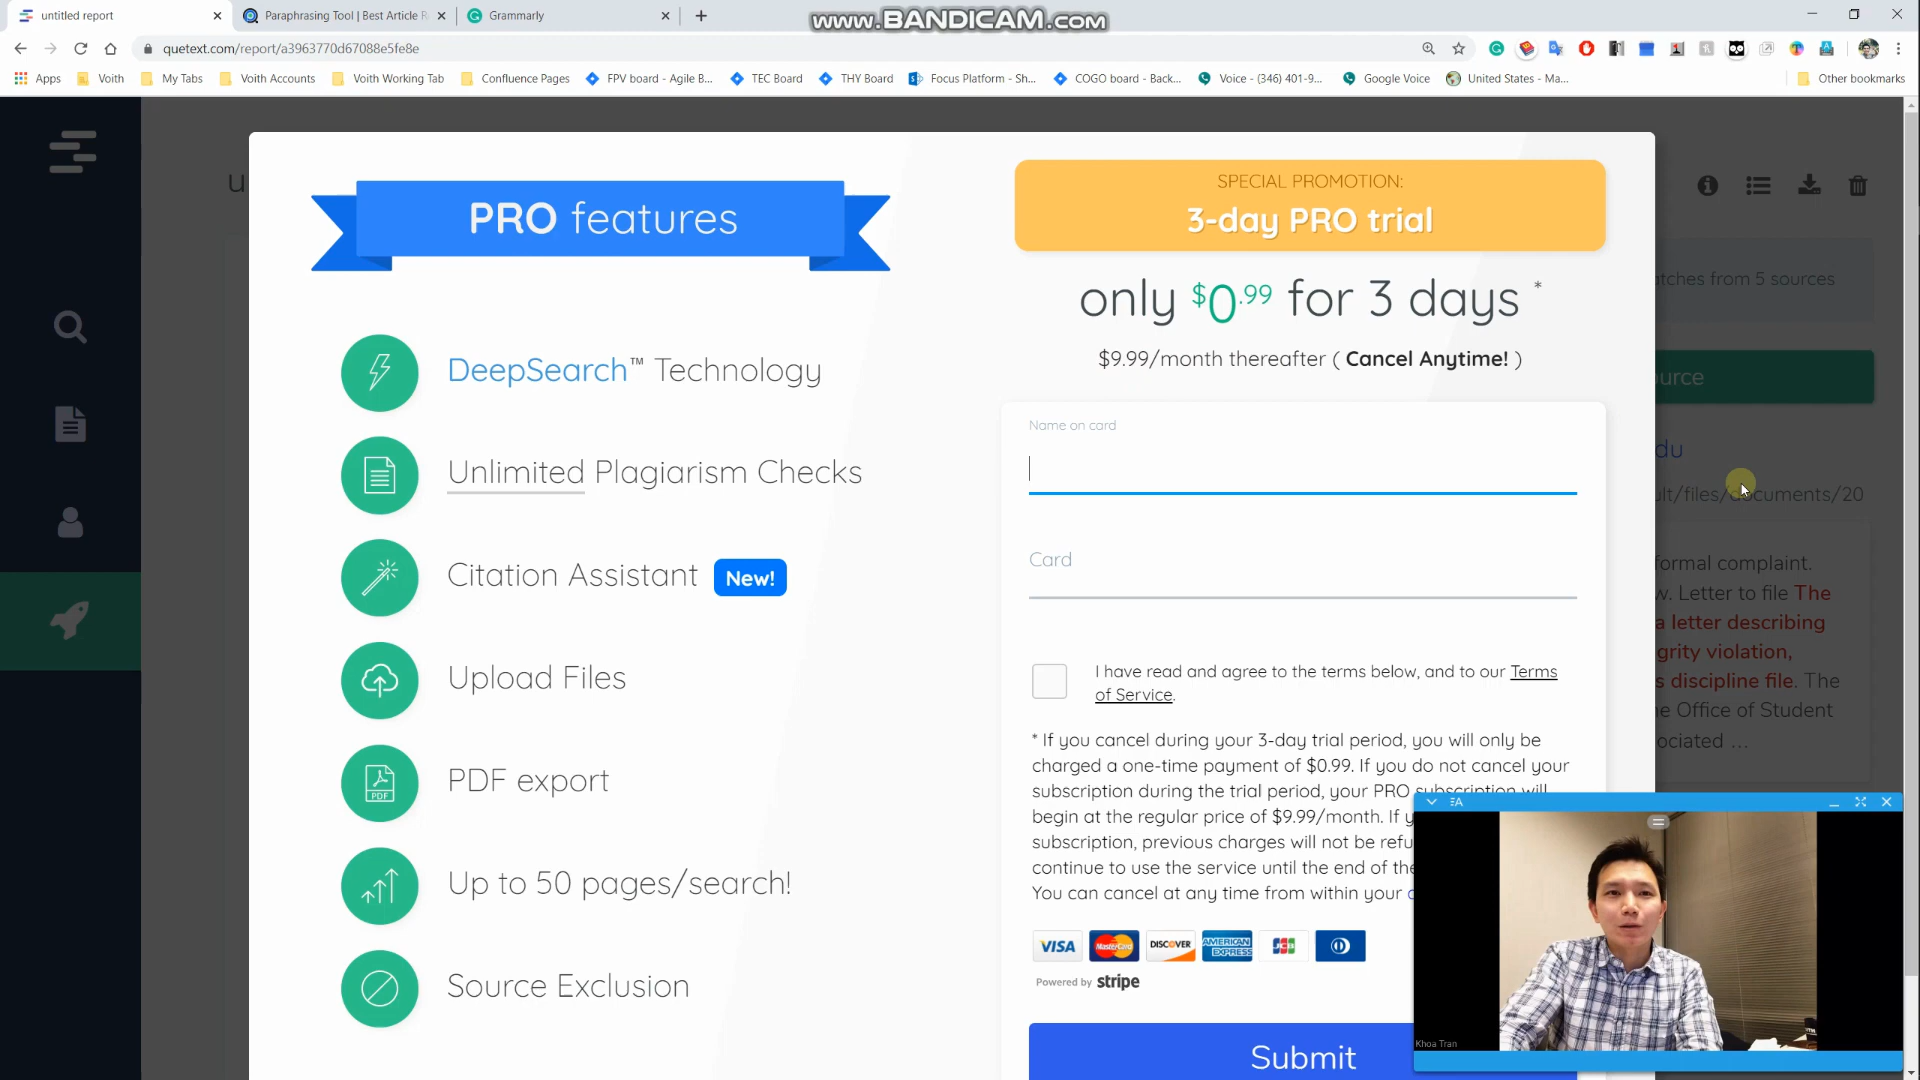 untitled report
Paraphrasing Tool | Best Article R
Grammarly
WWW.BANDICAM.COM
quetext.com/report/a3963770d67088e5fe8e
Apps
Voith
My Tabs
Voith Accounts
Voith Working Tab
Confluence Pages
FPV board - Agile B...
TEC Board
THY Board
Focus Platform - Sh...
COGO board - Back...
Voice - (346) 401-9...
Google Voice
United States - Ma...
Other bookmarks
u
PRO features
DeepSearch™ Technology
Unlimited Plagiarism Checks
Citation Assistant New!
Upload Files
PDF export
PDF
Up to 50 pages/search!
Source Exclusion
SPECIAL PROMOTION:
3-day PRO trial
only $0.99 for 3 days *
$9.99/month thereafter ( Cancel Anytime! )
Name on card
Card
I have read and agree to the terms below, and to our Terms
of Service.
* If you cancel during your 3-day trial period, you will only be
charged a one-time payment of $0.99. If you do not cancel your
subscription during the trial period, your PRO subscription will
begin at the regular price of $9.99/month. If y
subscription, previous charges will not be refu
continue to use the service until the end of the
You can cancel at any time from within your
VISA
MasterCard
DISCOVER
AMERICAN EXPRESS
JCB
Powered by stripe
Submit
tches from 5 sources
ource
du
ult/files/documents/20
formal complaint.
w. Letter to file The
a letter describing
grity violation,
s discipline file. The
ne Office of Student
ociated ...
Khoa Tran